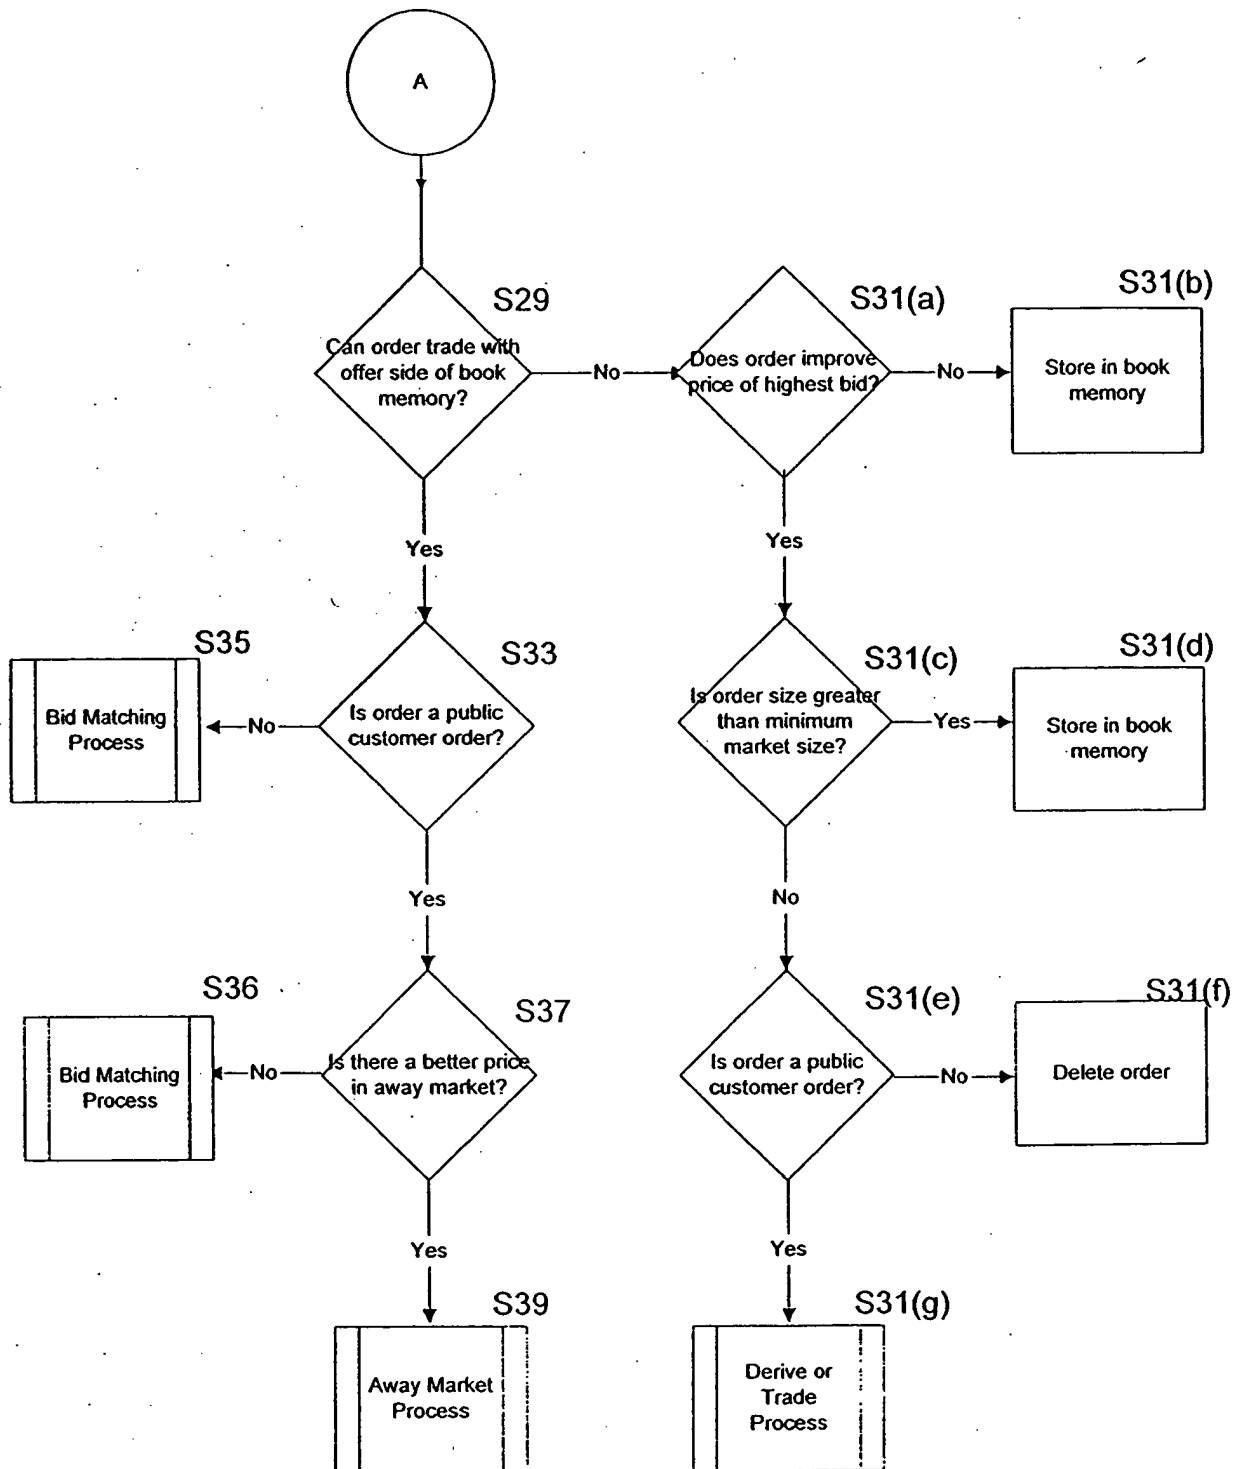 A
S29
Can order trade with
offer side of book
memory?
No
S31(a)
Does order improve
price of highest bid?
No
S31(b)
Store in book
memory
Yes
Yes
S35
Bid Matching
Process
No
S33
Is order a public
customer order?
S31(c)
Is order size greater
than minimum
market size?
Yes
S31(d)
Store in book
memory
Yes
No
S36
Bid Matching
Process
No
S37
Is there a better price
in away market?
S31(e)
Is order a public
customer order?
No
S31(f)
Delete order
Yes
Yes
S39
Away Market
Process
S31(g)
Derive or
Trade
Process